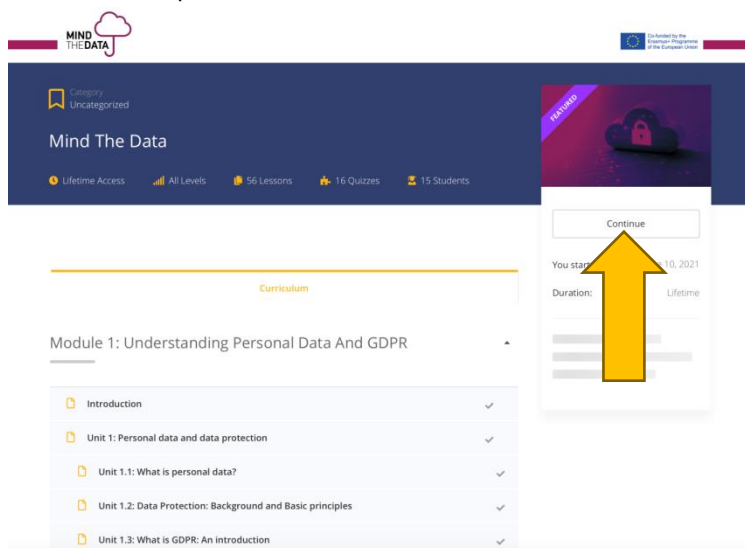 MIND
THEDATA
Co-funded by the
Erasmus+ Programme
of the European Union
Category
Uncategorized
Mind The Data
Lifetime Access
All Levels
56 Lessons
16 Quizzes
15 Students
FEATURED
Continue
You 10, 2021
Duration: Lifetime
Curriculum
Module 1: Understanding Personal Data And GDPR
Introduction
Unit 1: Personal data and data protection
Unit 1.1: What is personal data?
Unit 1.2: Data Protection: Background and Basic principles
Unit 1.3: What is GDPR: An introduction